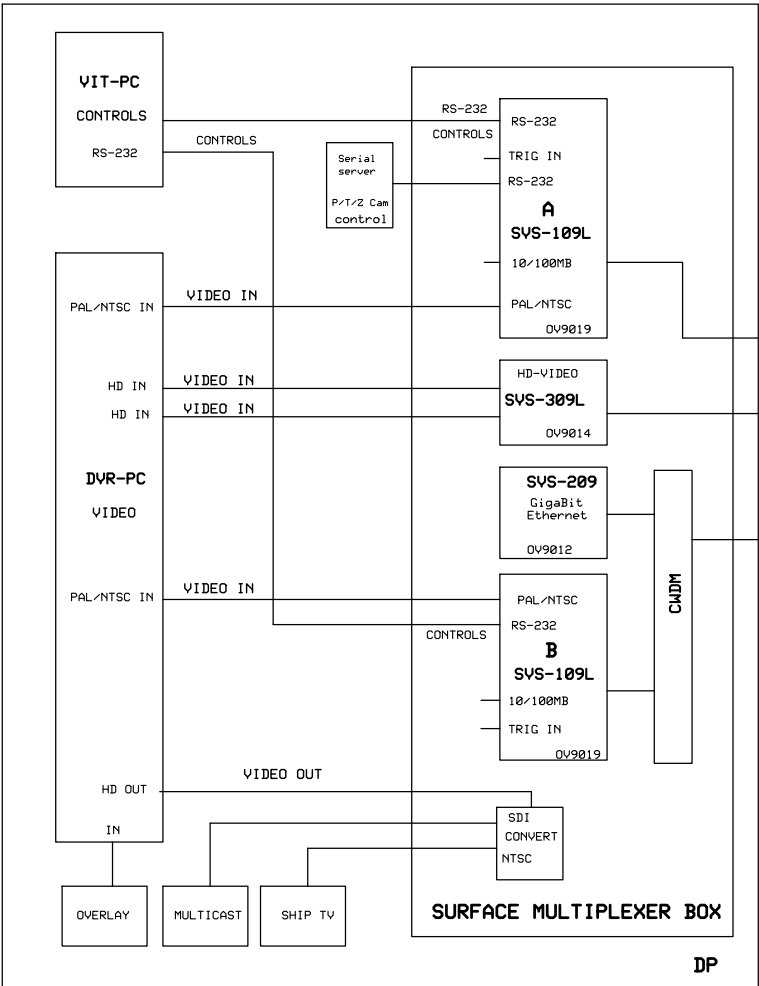 VIT-PC
CONTROLS
RS-232
CONTROLS
RS-232
CONTROLS
RS-232
TRIG IN
RS-232
A
SVS-109L
10/100MB
PAL/NTSC
OV9019
Serial
server
P/T/Z Cam
control
PAL/NTSC IN
VIDEO IN
HD IN
VIDEO IN
HD IN
VIDEO IN
HD-VIDEO
SVS-309L
OV9014
DVR-PC
VIDEO
SVS-209
GigaBit
Ethernet
OV9012
CWDM
PAL/NTSC IN
VIDEO IN
CONTROLS
PAL/NTSC
RS-232
B
SVS-109L
10/100MB
TRIG IN
OV9019
HD OUT
VIDEO OUT
IN
SDI
CONVERT
NTSC
OVERLAY
MULTICAST
SHIP TV
SURFACE MULTIPLEXER BOX
DP